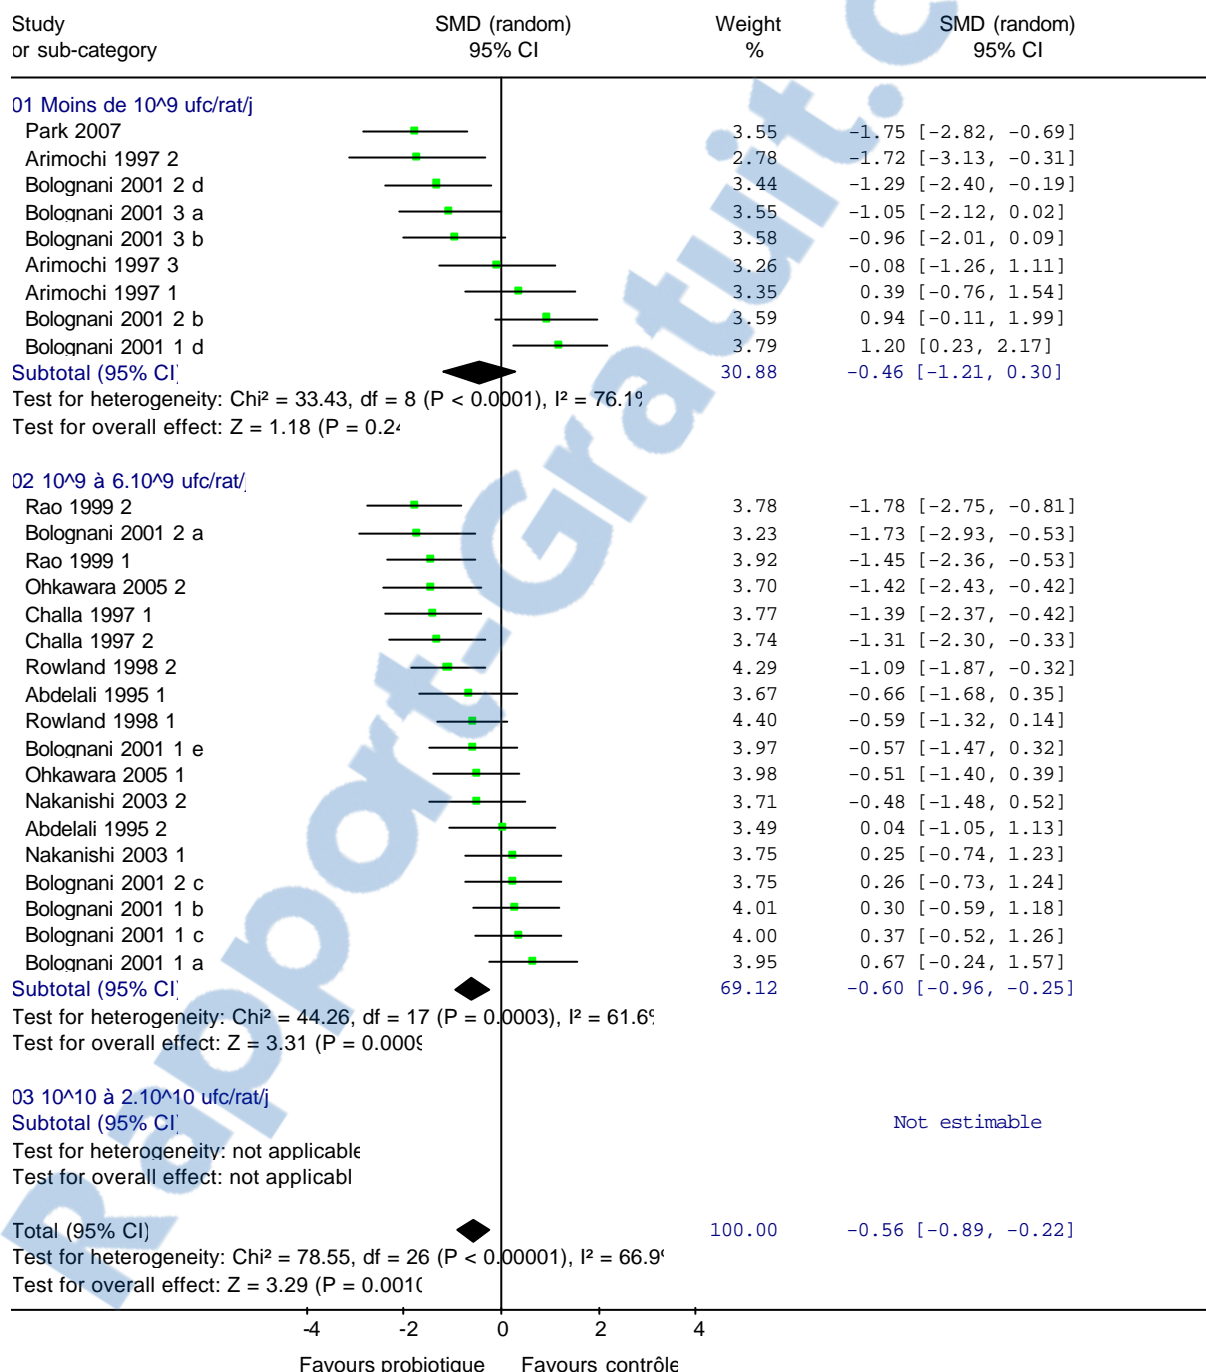 Study SMD (random) Weight SMD (random)
or sub-category 95% CI % 95% CI
01 Moins de 10^9 ufc/rat/j
Park 2007 3.55 -1.75 [-2.82, -0.69]
Arimochi 1997 2 2.78 -1.72 [-3.13, -0.31]
Bolognani 2001 2 d 3.44 -1.29 [-2.40, -0.19]
Bolognani 2001 3 a 3.55 -1.05 [-2.12, 0.02]
Bolognani 2001 3 b 3.58 -0.96 [-2.01, 0.09]
Arimochi 1997 3 3.26 -0.08 [-1.26, 1.11]
Arimochi 1997 1 3.35 0.39 [-0.76, 1.54]
Bolognani 2001 2 b 3.59 0.94 [-0.11, 1.99]
Bolognani 2001 1 d 3.79 1.20 [0.23, 2.17]
Subtotal (95% CI) 30.88 -0.46 [-1.21, 0.30]
Test for heterogeneity: Chi² = 33.43, df = 8 (P < 0.0001), I² = 76.1%
Test for overall effect: Z = 1.18 (P = 0.24
02 10^9 à 6.10^9 ufc/rat/j
Rao 1999 2 3.78 -1.78 [-2.75, -0.81]
Bolognani 2001 2 a 3.23 -1.73 [-2.93, -0.53]
Rao 1999 1 3.92 -1.45 [-2.36, -0.53]
Ohkawara 2005 2 3.70 -1.42 [-2.43, -0.42]
Challa 1997 1 3.77 -1.39 [-2.37, -0.42]
Challa 1997 2 3.74 -1.31 [-2.30, -0.33]
Rowland 1998 2 4.29 -1.09 [-1.87, -0.32]
Abdelali 1995 1 3.67 -0.66 [-1.68, 0.35]
Rowland 1998 1 4.40 -0.59 [-1.32, 0.14]
Bolognani 2001 1 e 3.97 -0.57 [-1.47, 0.32]
Ohkawara 2005 1 3.98 -0.51 [-1.40, 0.39]
Nakanishi 2003 2 3.71 -0.48 [-1.48, 0.52]
Abdelali 1995 2 3.49 0.04 [-1.05, 1.13]
Nakanishi 2003 1 3.75 0.25 [-0.74, 1.23]
Bolognani 2001 2 c 3.75 0.26 [-0.73, 1.24]
Bolognani 2001 1 b 4.01 0.30 [-0.59, 1.18]
Bolognani 2001 1 c 4.00 0.37 [-0.52, 1.26]
Bolognani 2001 1 a 3.95 0.67 [-0.24, 1.57]
Subtotal (95% CI) 69.12 -0.60 [-0.96, -0.25]
Test for heterogeneity: Chi² = 44.26, df = 17 (P = 0.0003), I² = 61.6%
Test for overall effect: Z = 3.31 (P = 0.0009
03 10^10 à 2.10^10 ufc/rat/j
Subtotal (95% CI) Not estimable
Test for heterogeneity: not applicable
Test for overall effect: not applicabl
Total (95% CI) 100.00 -0.56 [-0.89, -0.22]
Test for heterogeneity: Chi² = 78.55, df = 26 (P < 0.00001), I² = 66.9%
Test for overall effect: Z = 3.29 (P = 0.0010
-4 -2 0 2 4
Favours probiotique Favours contrôle
Rapport-Gratuit.c